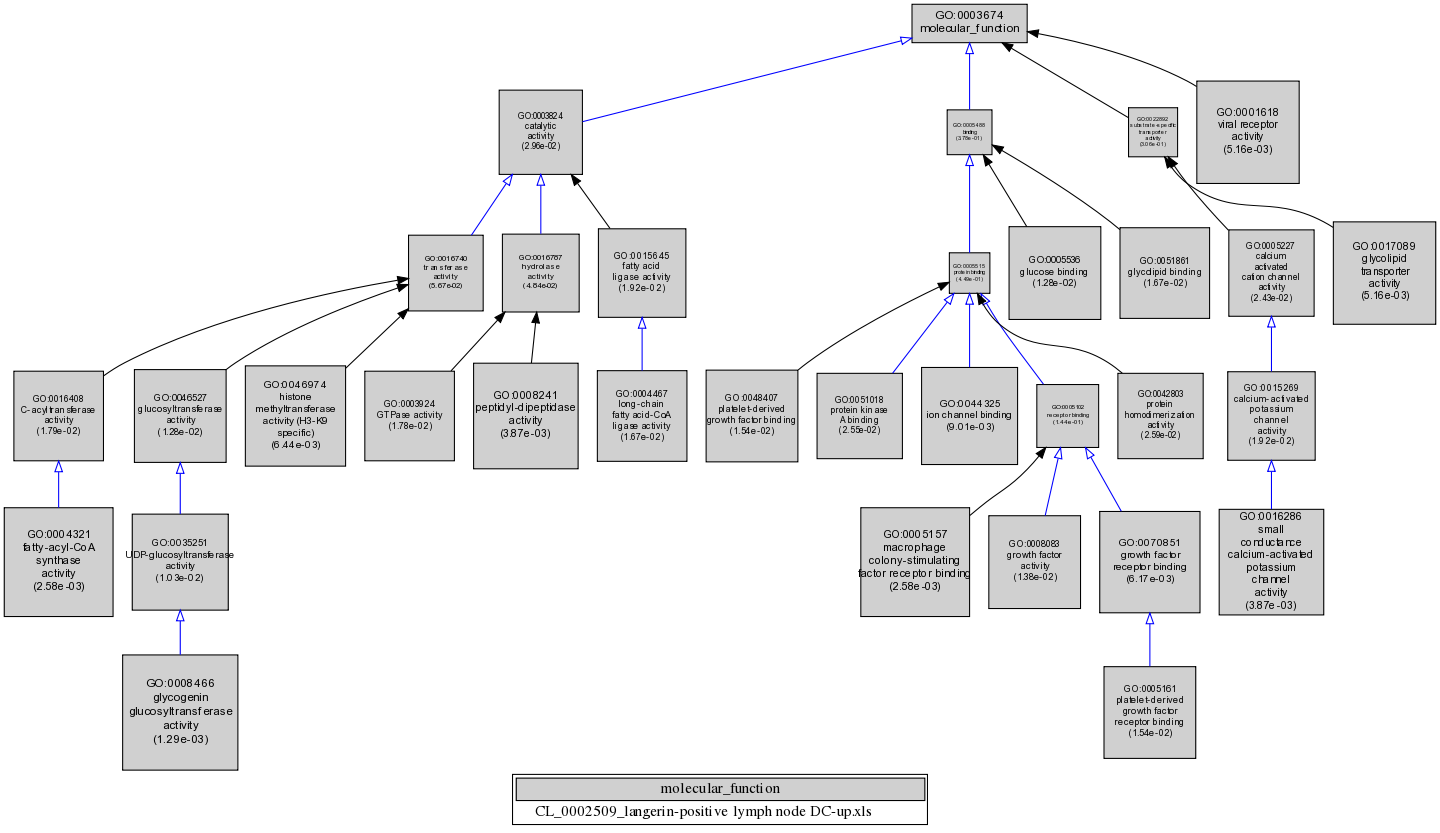 GO:0003674
molecular_function
GO:0003824
catalytic
activity
(2.96e-02)
GO:0005488
binding
(3.78e-01)
GO:0022892
substrate-specific
transporter
activity
(3.06e-01)
GO:0001618
viral receptor
activity
(5.16e-03)
GO:0016740
transferase
activity
(5.67e-02)
GO:0016787
hydrolase
activity
(4.84e-02)
GO:0015645
fatty acid
ligase activity
(1.92e-02)
GO:0005515
protein binding
(4.49e-01)
GO:0005536
glucose binding
(1.28e-02)
GO:0051861
glycolipid binding
(1.67e-02)
GO:0005227
calcium
activated
cation channel
activity
(2.43e-02)
GO:0017089
glycolipid
transporter
activity
(5.16e-03)
GO:0016408
C-acyltransferase
activity
(1.79e-02)
GO:0046527
glucosyltransferase
activity
(1.28e-02)
GO:0046974
histone
methyltransferase
activity (H3-K9
specific)
(6.44e-03)
GO:0003924
GTPase activity
(1.78e-02)
GO:0008241
peptidyl-dipeptidase
activity
(3.87e-03)
GO:0004467
long-chain
fatty acid-CoA
ligase activity
(1.67e-02)
GO:0048407
platelet-derived
growth factor binding
(1.54e-02)
GO:0051018
protein kinase
A binding
(2.55e-02)
GO:0044325
ion channel binding
(9.01e-03)
GO:0005102
receptor binding
(1.44e-01)
GO:0042803
protein
homodimerization
activity
(2.59e-02)
GO:0015269
calcium-activated
potassium
channel
activity
(1.92e-02)
GO:0004321
fatty-acyl-CoA
synthase
activity
(2.58e-03)
GO:0035251
UDP-glucosyltransferase
activity
(1.03e-02)
GO:0005157
macrophage
colony-stimulating
factor receptor binding
(2.58e-03)
GO:0008083
growth factor
activity
(1.38e-02)
GO:0070851
growth factor
receptor binding
(6.17e-03)
GO:0016286
small
conductance
calcium-activated
potassium
channel
activity
(3.87e-03)
GO:0008466
glycogenin
glucosyltransferase
activity
(1.29e-03)
GO:0005161
platelet-derived
growth factor
receptor binding
(1.54e-02)
molecular_function
CL_0002509_langerin-positive lymph node DC-up.xls